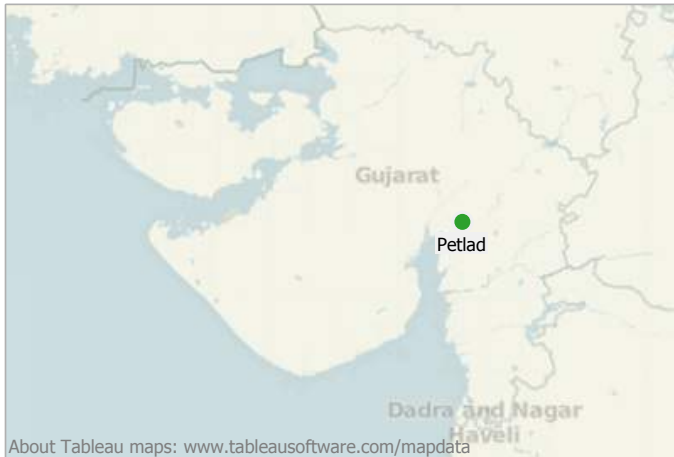 Gujarat
Petlad
Dadra and Nagar
Haveli
About Tableau maps: www.tableausoftware.com/mapdata